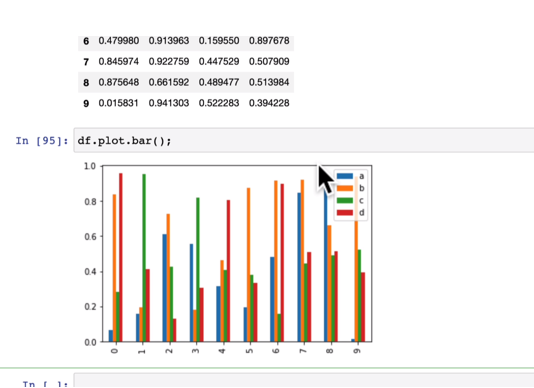 6 0.479980 0.913963 0.159550 0.897678
7 0.845974 0.922759 0.447529 0.507909
8 0.875648 0.661592 0.489477 0.513984
9 0.015831 0.941303 0.522283 0.394228
In [95]: df.plot.bar();
1.0
a
b
c
d
0.8
0.6
0.4
0.2
0.0
0 1 2 3 4 5 6 7 8 9
In [ ]: